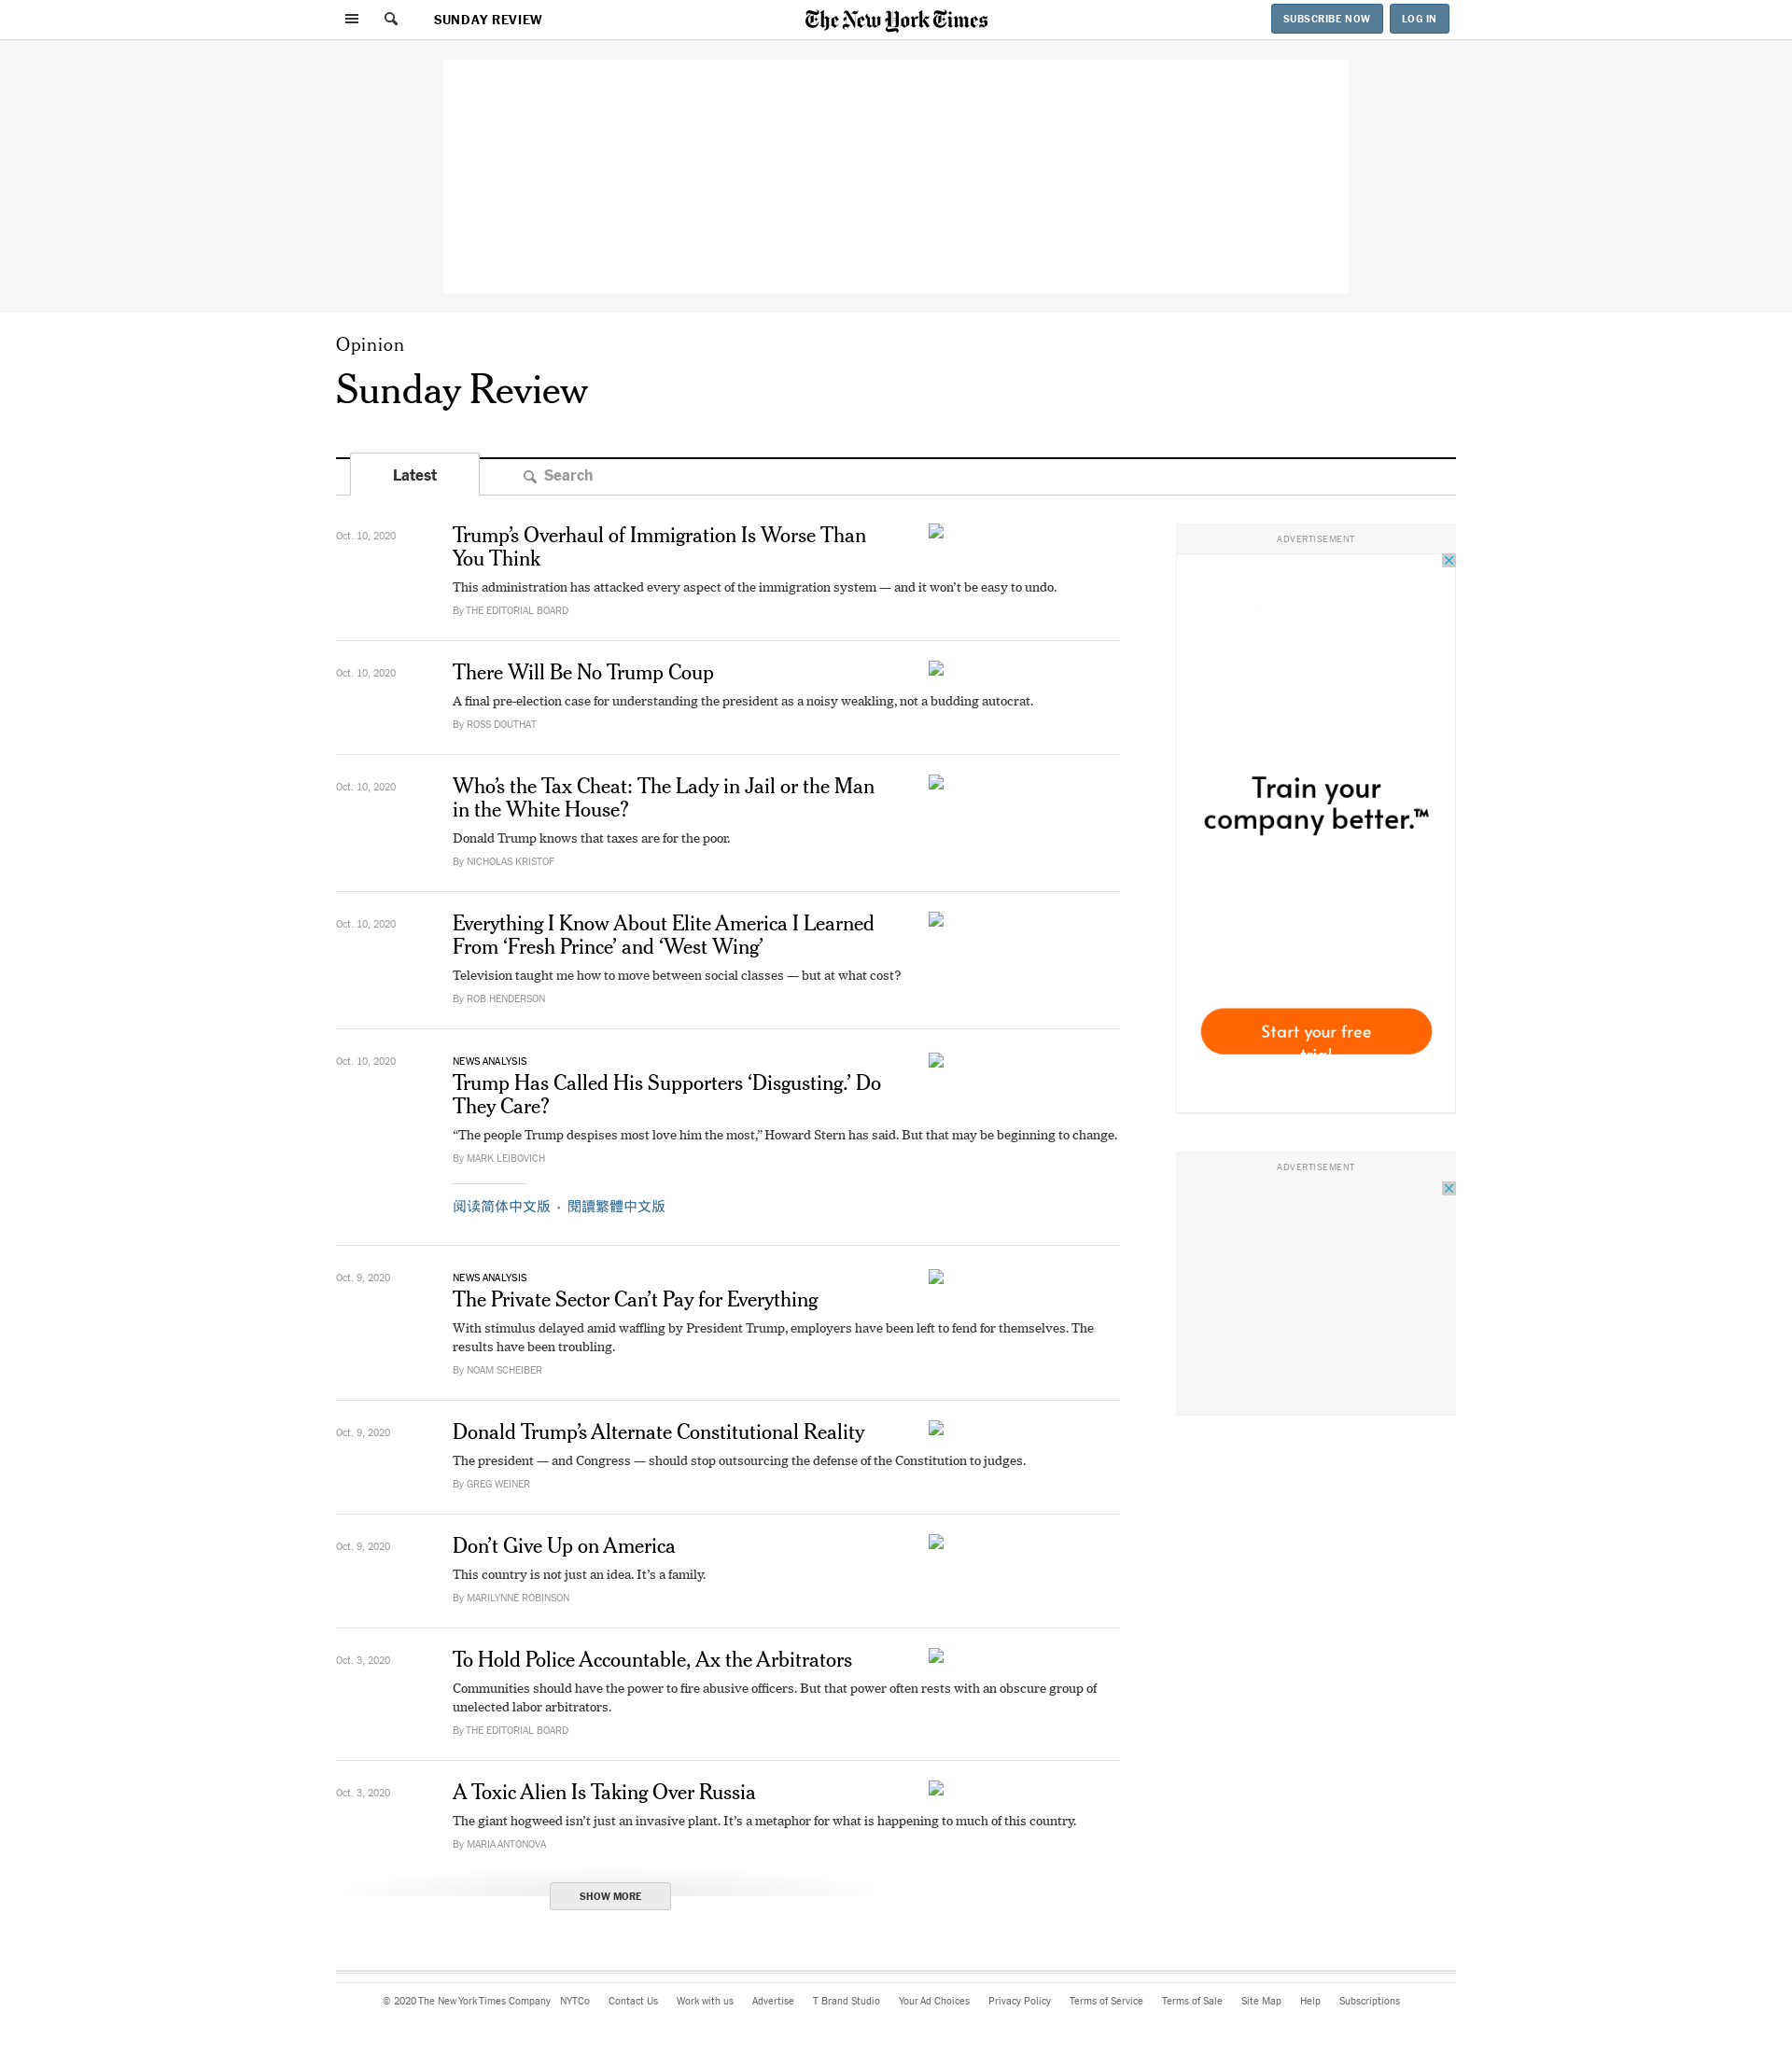 SUNDAY REVIEW
The New York Times
SUBSCRIBE NOW
LOG IN
Opinion
Sunday Review
Latest
Search
Oct. 10, 2020
Trump’s Overhaul of Immigration Is Worse Than
You Think
This administration has attacked every aspect of the immigration system — and it won’t be easy to undo.
By THE EDITORIAL BOARD
Oct. 10, 2020
There Will Be No Trump Coup
A final pre-election case for understanding the president as a noisy weakling, not a budding autocrat.
By ROSS DOUTHAT
Oct. 10, 2020
Who’s the Tax Cheat: The Lady in Jail or the Man
in the White House?
Donald Trump knows that taxes are for the poor.
By NICHOLAS KRISTOF
Oct. 10, 2020
Everything I Know About Elite America I Learned
From ‘Fresh Prince’ and ‘West Wing’
Television taught me how to move between social classes — but at what cost?
By ROB HENDERSON
Oct. 10, 2020
NEWS ANALYSIS
Trump Has Called His Supporters ‘Disgusting.’ Do
They Care?
“The people Trump despises most love him the most,” Howard Stern has said. But that may be beginning to change.
By MARK LEIBOVICH
阅读简体中文版 • 閱讀繁體中文版
Oct. 9, 2020
NEWS ANALYSIS
The Private Sector Can’t Pay for Everything
With stimulus delayed amid waffling by President Trump, employers have been left to fend for themselves. The
results have been troubling.
By NOAM SCHEIBER
Oct. 9, 2020
Donald Trump’s Alternate Constitutional Reality
The president — and Congress — should stop outsourcing the defense of the Constitution to judges.
By GREG WEINER
Oct. 9, 2020
Don’t Give Up on America
This country is not just an idea. It’s a family.
By MARILYNNE ROBINSON
Oct. 3, 2020
To Hold Police Accountable, Ax the Arbitrators
Communities should have the power to fire abusive officers. But that power often rests with an obscure group of
unelected labor arbitrators.
By THE EDITORIAL BOARD
Oct. 3, 2020
A Toxic Alien Is Taking Over Russia
The giant hogweed isn’t just an invasive plant. It’s a metaphor for what is happening to much of this country.
By MARIA ANTONOVA
SHOW MORE
ADVERTISEMENT
Train your
company better.™
Start your free
trial
ADVERTISEMENT
© 2020 The New York Times Company NYTCo Contact Us Work with us Advertise T Brand Studio Your Ad Choices Privacy Policy Terms of Service Terms of Sale Site Map Help Subscriptions